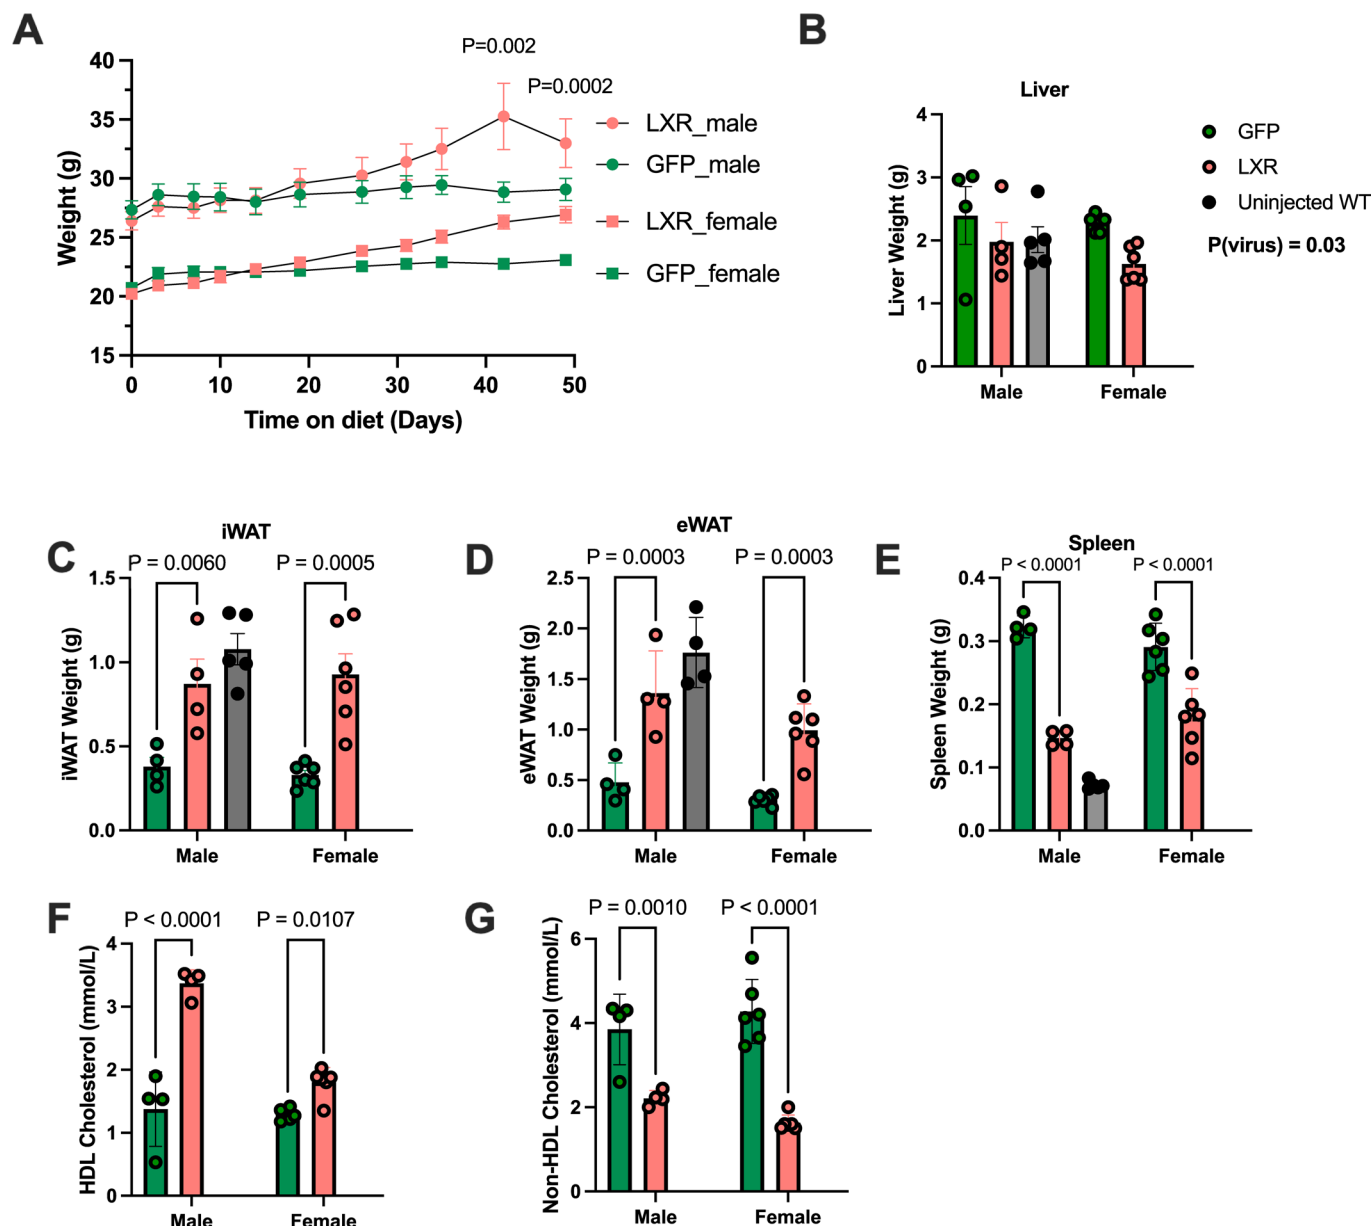 A
P=0.002
P=0.0002
40
35
30
25
20
15
Weight (g)
0
10
20
30
40
50
Time on diet (Days)
LXR_male
GFP_male
LXR_female
GFP_female
B
Liver
4
3
2
1
0
Liver Weight (g)
Male
Female
GFP
LXR
Uninjected WT
P(virus) = 0.03
C
iWAT
P = 0.0060
P = 0.0005
1.5
1.0
0.5
0.0
iWAT Weight (g)
Male
Female
D
eWAT
P = 0.0003
P = 0.0003
2.5
2.0
1.5
1.0
0.5
0.0
eWAT Weight (g)
Male
Female
E
Spleen
P < 0.0001
P < 0.0001
0.4
0.3
0.2
0.1
0.0
Spleen Weight (g)
Male
Female
F
P < 0.0001
P = 0.0107
4
3
2
1
0
HDL Cholesterol (mmol/L)
Male
Female
G
P = 0.0010
P < 0.0001
6
4
2
0
Non-HDL Cholesterol (mmol/L)
Male
Female